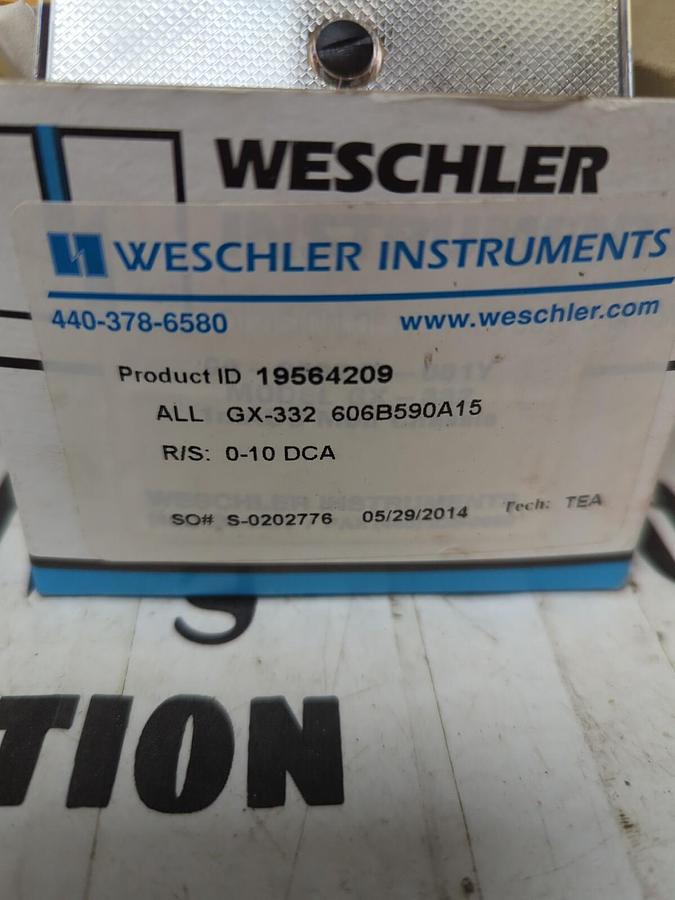 WESCHLER
WESCHLER INSTRUMENTS
440-378-6580 www.weschler.com
Product ID 19564209
ALL GX-332 606B590A15
R/S: 0-10 DCA
SO# S-0202776 05/29/2014 Tech: TEA
TION